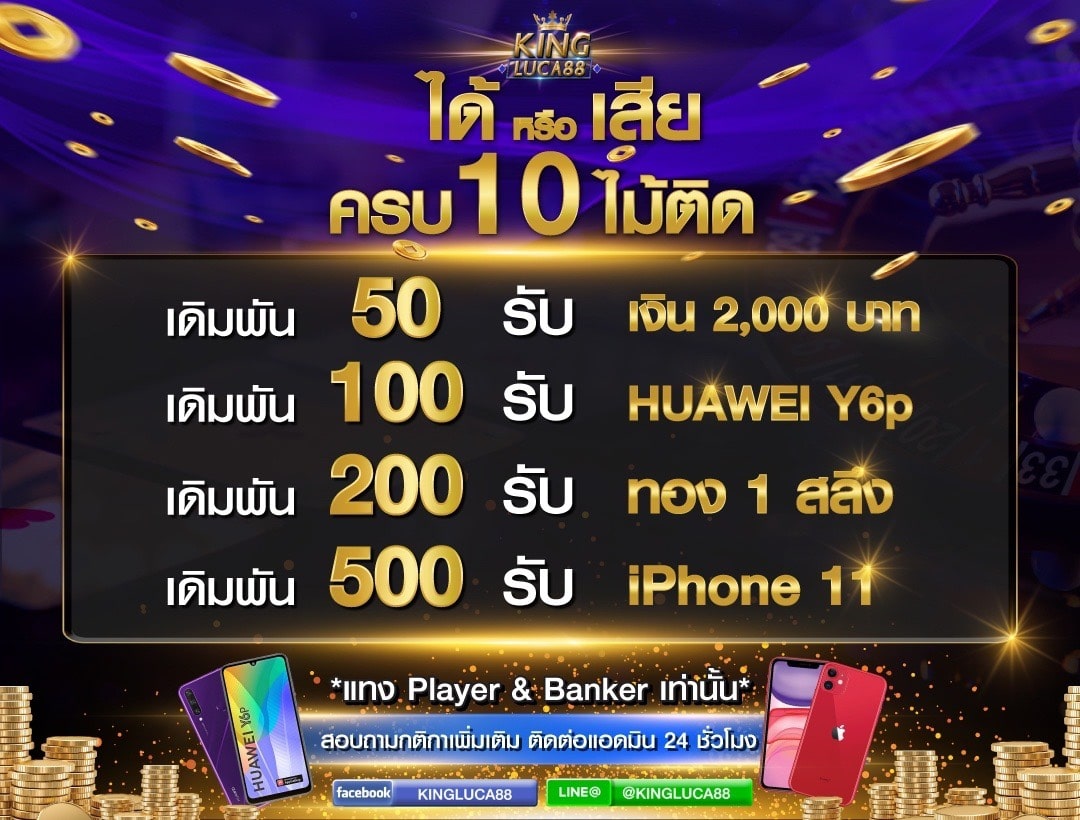 KING
LUCA88
ได้ หรือ เสีย
ครบ 10 ไม้ติด
เดิมพัน 50 รับ เงิน 2,000 บาท
เดิมพัน 100 รับ HUAWEI Y6p
เดิมพัน 200 รับ ทอง 1 สลึง
เดิมพัน 500 รับ iPhone 11
*แทง Player & Banker เท่านั้น*
สอบถามกติกาเพิ่มเติม ติดต่อแอดมิน 24 ชั่วโมง
HUAWEI Y6P
facebook KINGLUCA88 LINE@ @KINGLUCA88